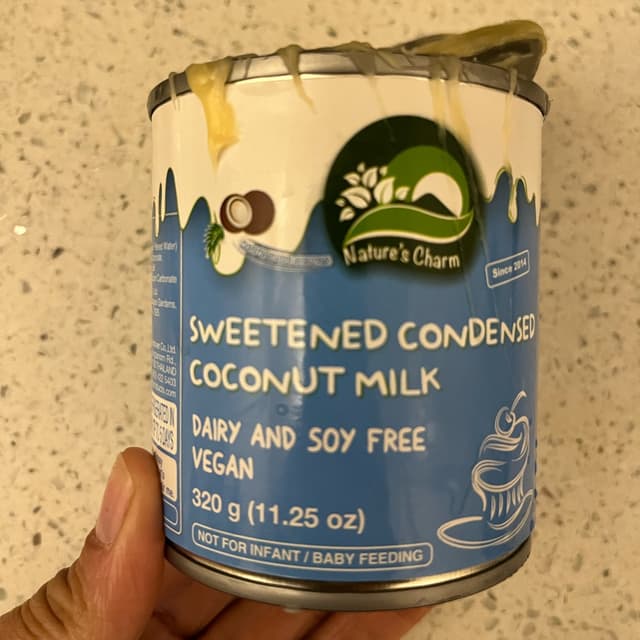 Nature's Charm
Since 2014
SWEETENED CONDENSED
COCONUT MILK
DAIRY AND SOY FREE
VEGAN
320 g (11.25 oz)
NOT FOR INFANT / BABY FEEDING